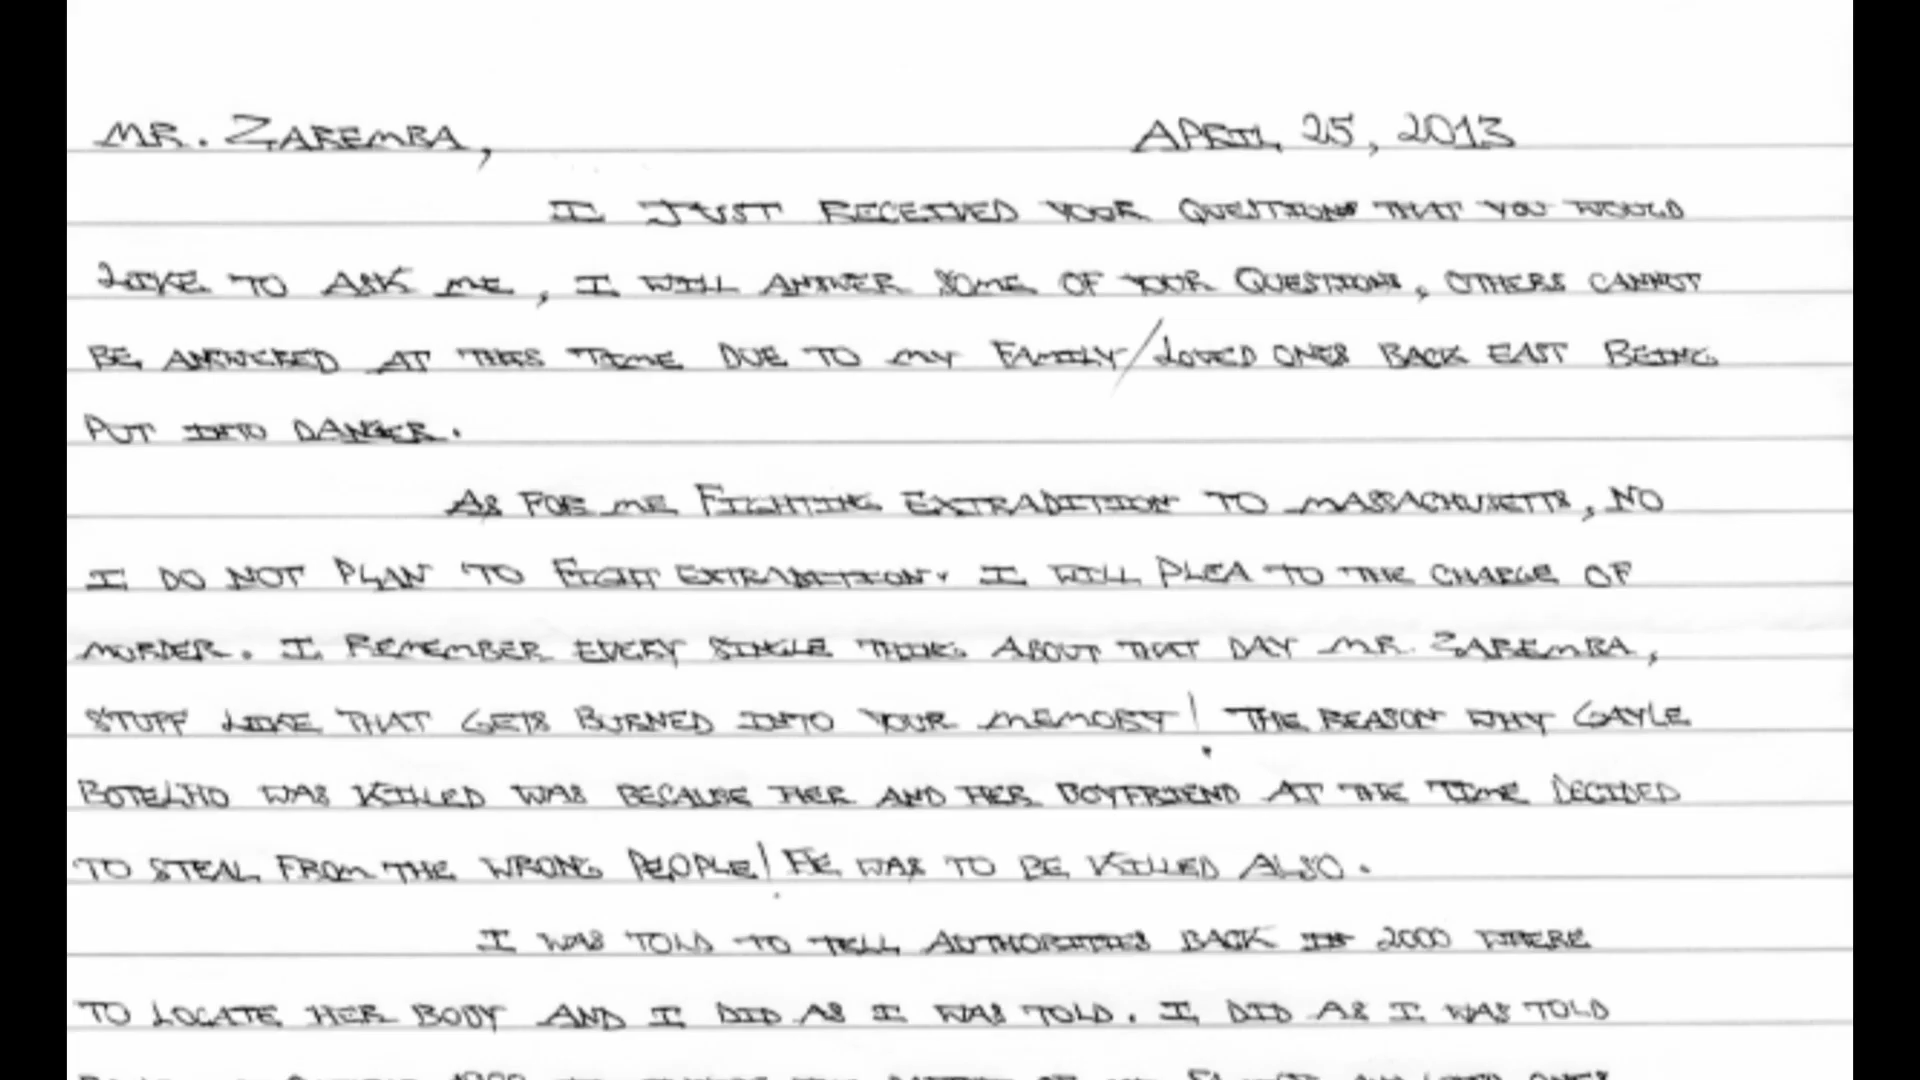 MR. ZAREMBA, APRIL 25, 2013
I JUST RECEIVED YOUR QUESTIONS THAT YOU WOULD
LIKE TO ASK ME, I WILL ANSWER SOME OF YOUR QUESTIONS, OTHERS CANNOT
BE ANSWERED AT THIS TIME DUE TO MY FAMILY/LOVED ONES BACK EAST BEING
PUT INTO DANGER.
AS FOR ME FIGHTING EXTRADITION TO MASSACHUSETTS, NO
I DO NOT PLAN TO FIGHT EXTRADITION. I WILL PLEA TO THE CHARGE OF
MURDER. I REMEMBER EVERY SINGLE THING ABOUT THAT DAY MR. ZAREMBA,
STUFF LIKE THAT GETS BURNED INTO YOUR MEMORY! THE REASON WHY GAYLE
BOTELHO WAS KILLED WAS BECAUSE HER AND HER BOYFRIEND AT THE TIME DECIDED
TO STEAL FROM THE WRONG PEOPLE! HE WAS TO BE KILLED ALSO.
I WAS TOLD TO TELL AUTHORITIES BACK IN 2000 WHERE
TO LOCATE HER BODY AND I DID AS I WAS TOLD. I DID AS I WAS TOLD